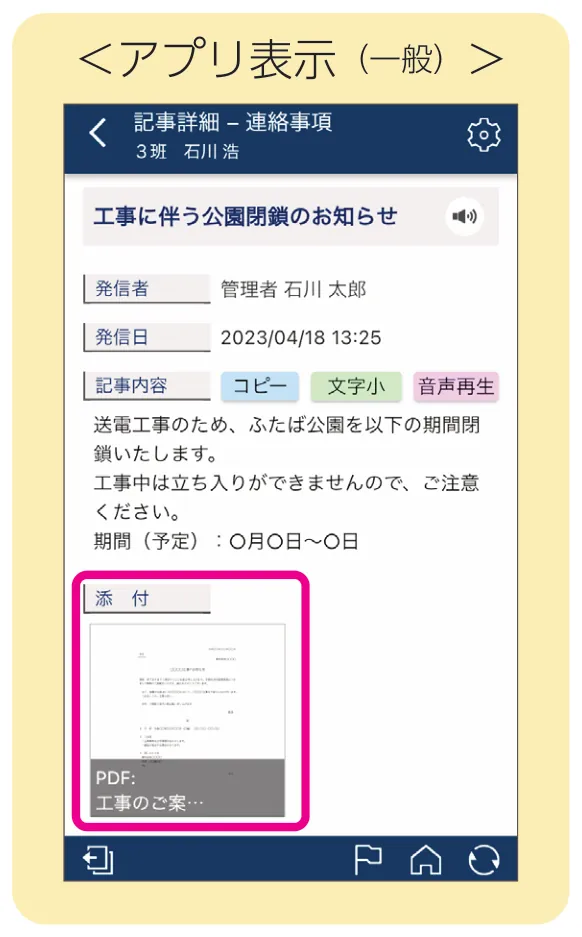 ＜アプリ表示（一般）＞
記事詳細 – 連絡事項
３班　石川 浩
工事に伴う公園閉鎖のお知らせ
発信者
管理者 石川 太郎
発信日
2023/04/18 13:25
記事内容
コピー
文字小
音声再生
送電工事のため、ふたば公園を以下の期間閉
鎖いたします。
工事中は立ち入りができませんので、ご注意
ください。
期間（予定）：〇月〇日～〇日
添　付
PDF:
工事のご案…